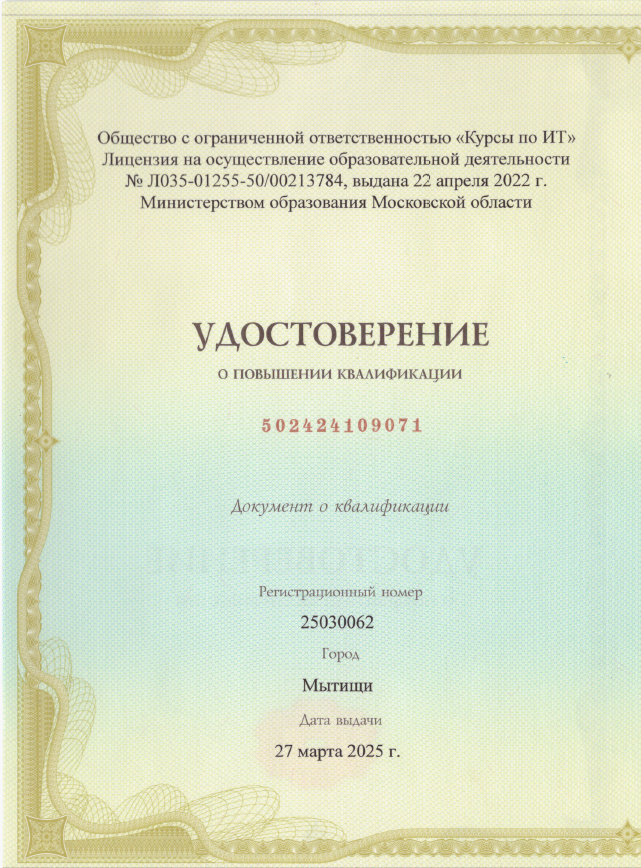 Общество с ограниченной ответственностью «Курсы по ИТ»
Лицензия на осуществление образовательной деятельности
№ Л035-01255-50/00213784, выдана 22 апреля 2022 г.
Министерством образования Московской области
УДОСТОВЕРЕНИЕ
О ПОВЫШЕНИИ КВАЛИФИКАЦИИ
502424109071
Документ о квалификации
Регистрационный номер
25030062
Город
Мытищи
Дата выдачи
27 марта 2025 г.